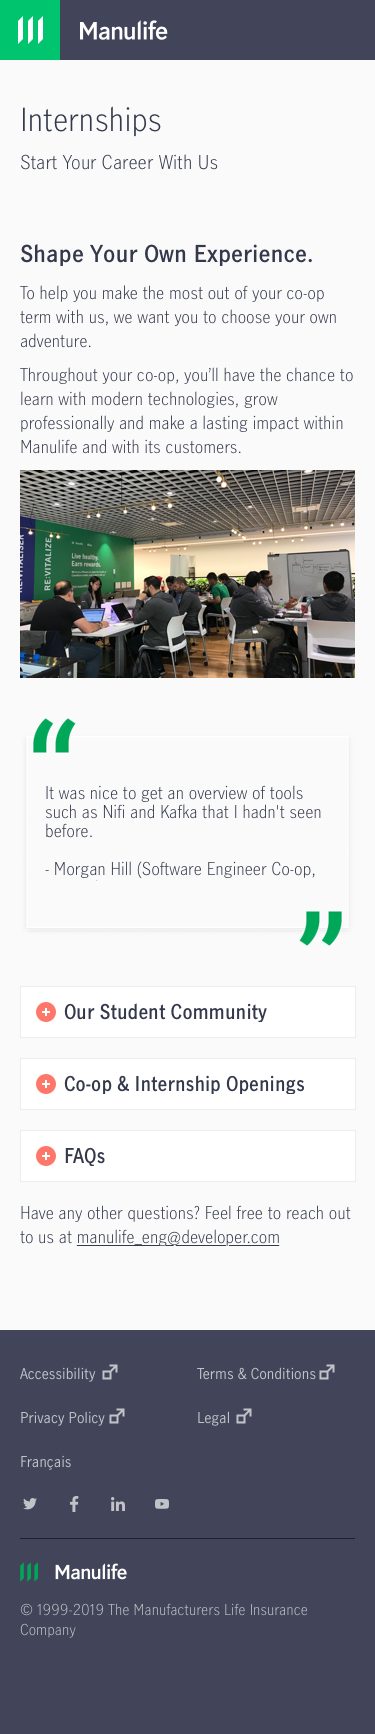 Manulife
Internships
Start Your Career With Us
Shape Your Own Experience.
To help you make the most out of your co-op
term with us, we want you to choose your own
adventure.
Throughout your co-op, you'll have the chance to
learn with modern technologies, grow
professionally and make a lasting impact within
Manulife and with its customers.
RE:VITALIZE
Live healthy.
Earn rewards.
“
It was nice to get an overview of tools
such as Nifi and Kafka that I hadn't seen
before.
- Morgan Hill (Software Engineer Co-op,
”
Our Student Community
Co-op & Internship Openings
FAQs
Have any other questions? Feel free to reach out
to us at manulife_eng@developer.com
Accessibility
Terms & Conditions
Privacy Policy
Legal
Français
Manulife
© 1999-2019 The Manufacturers Life Insurance
Company